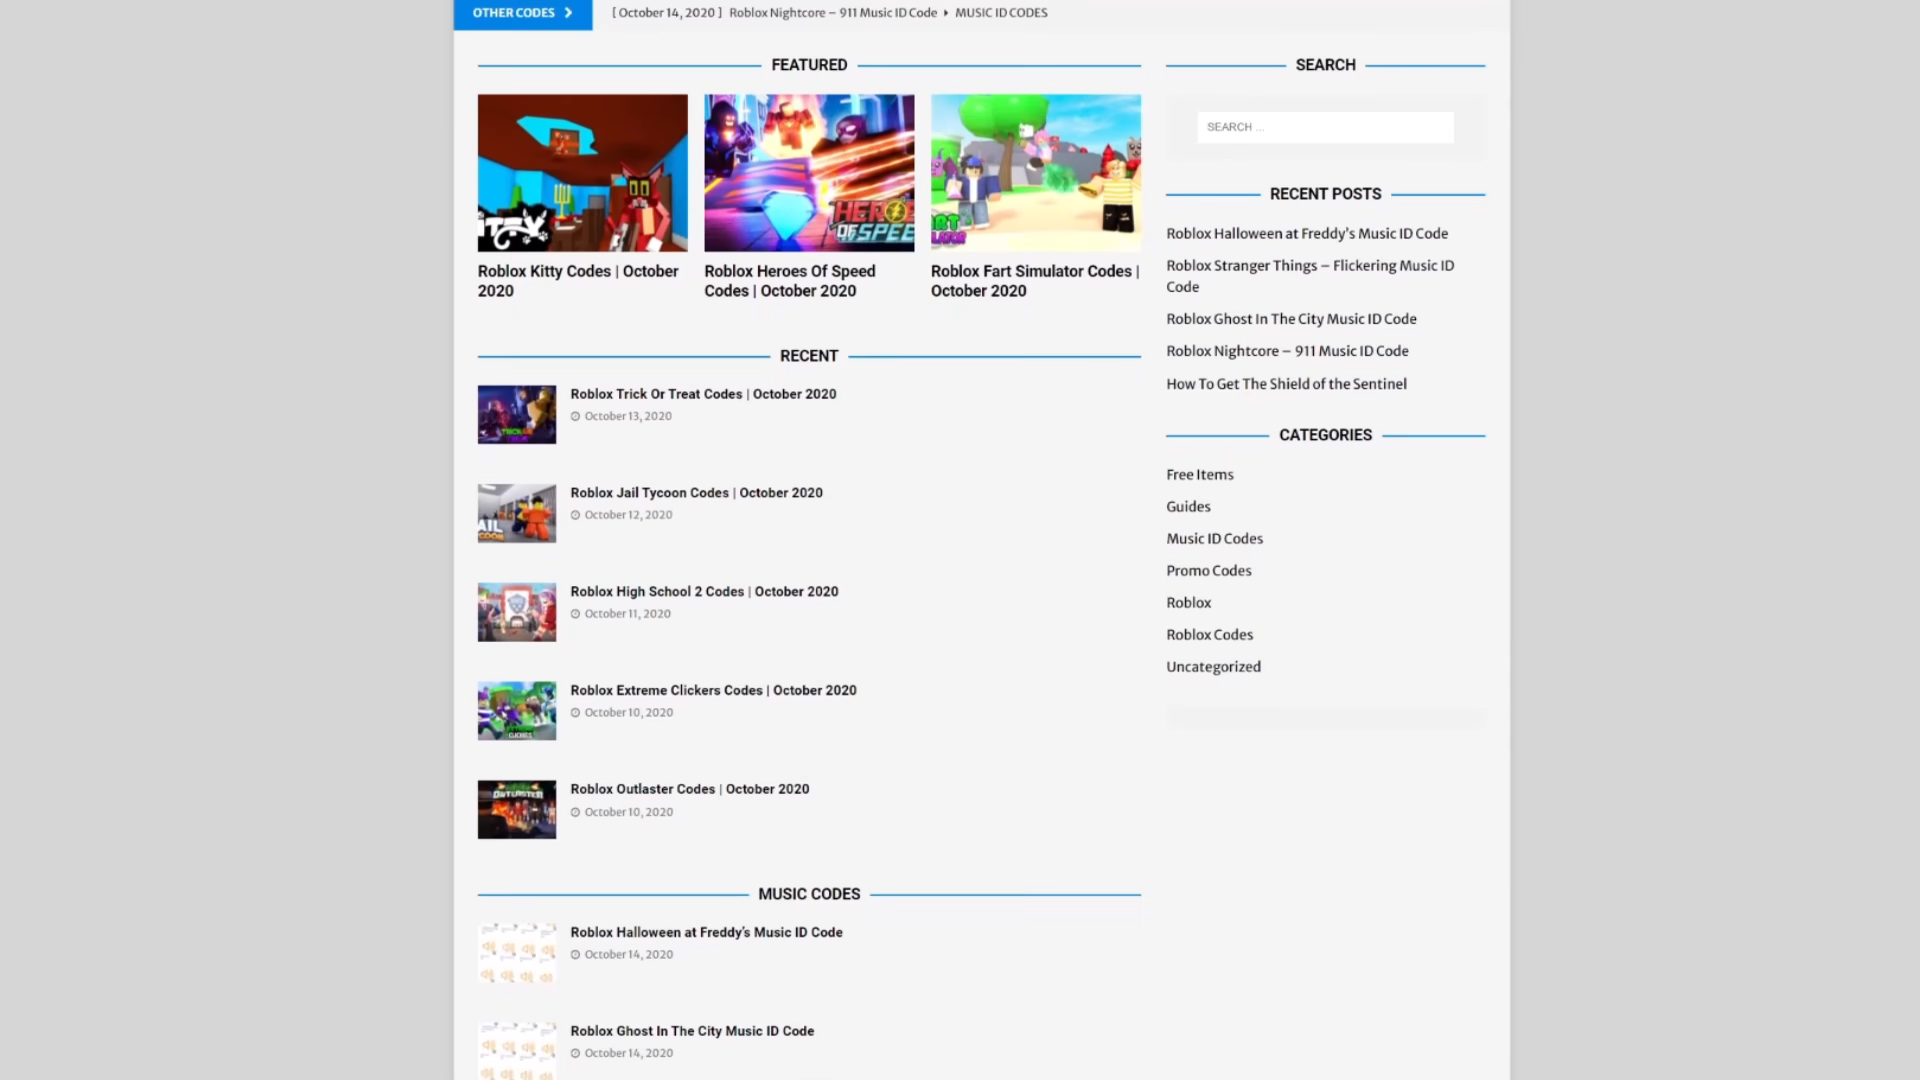 OTHER CODES
[ October 14, 2020 ] Roblox Nightcore – 911 Music ID Code MUSIC ID CODES
FEATURED
HERO
OF SPEE
Roblox Kitty Codes | October
2020
Roblox Heroes Of Speed
Codes | October 2020
Roblox Fart Simulator Codes |
October 2020
RECENT
Roblox Trick Or Treat Codes | October 2020
October 13, 2020
Roblox Jail Tycoon Codes | October 2020
October 12, 2020
Roblox High School 2 Codes | October 2020
October 11, 2020
Roblox Extreme Clickers Codes | October 2020
October 10, 2020
Roblox Outlaster Codes | October 2020
October 10, 2020
MUSIC CODES
Roblox Halloween at Freddy’s Music ID Code
October 14, 2020
Roblox Ghost In The City Music ID Code
October 14, 2020
SEARCH
SEARCH ...
RECENT POSTS
Roblox Halloween at Freddy’s Music ID Code
Roblox Stranger Things – Flickering Music ID
Code
Roblox Ghost In The City Music ID Code
Roblox Nightcore – 911 Music ID Code
How To Get The Shield of the Sentinel
CATEGORIES
Free Items
Guides
Music ID Codes
Promo Codes
Roblox
Roblox Codes
Uncategorized